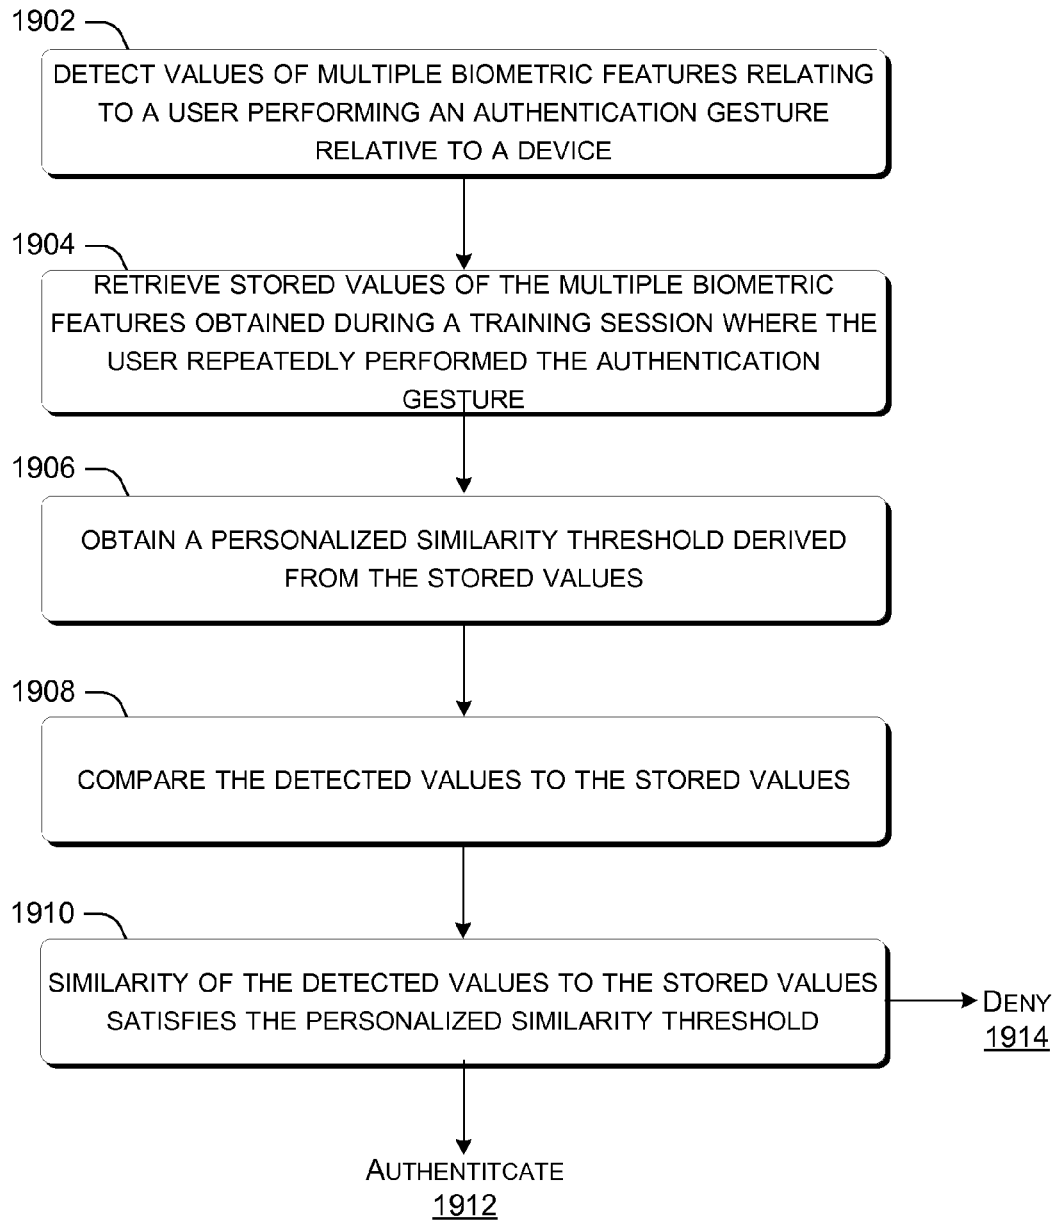 1902
DETECT VALUES OF MULTIPLE BIOMETRIC FEATURES RELATING
TO A USER PERFORMING AN AUTHENTICATION GESTURE
RELATIVE TO A DEVICE
1904
RETRIEVE STORED VALUES OF THE MULTIPLE BIOMETRIC
FEATURES OBTAINED DURING A TRAINING SESSION WHERE THE
USER REPEATEDLY PERFORMED THE AUTHENTICATION
GESTURE
1906
OBTAIN A PERSONALIZED SIMILARITY THRESHOLD DERIVED
FROM THE STORED VALUES
1908
COMPARE THE DETECTED VALUES TO THE STORED VALUES
1910
SIMILARITY OF THE DETECTED VALUES TO THE STORED VALUES
SATISFIES THE PERSONALIZED SIMILARITY THRESHOLD
DENY
1914
AUTHENTITCATE
1912